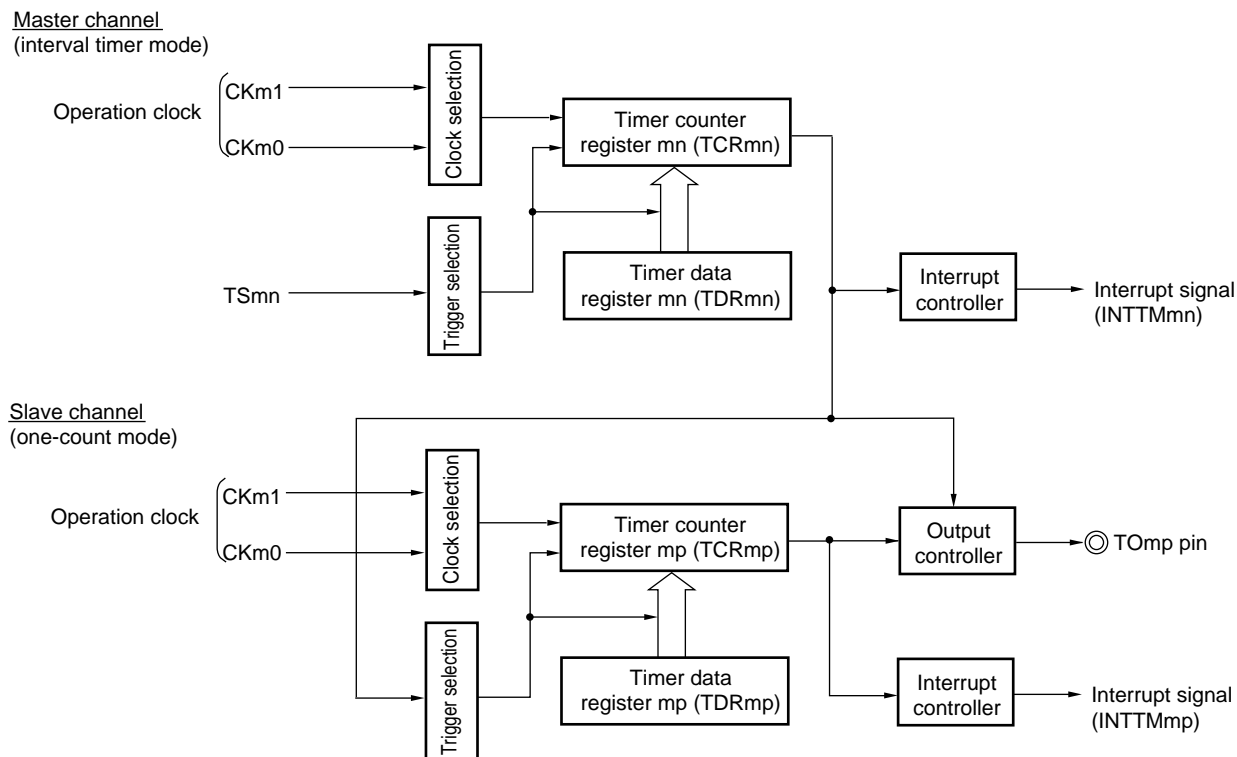 Master channel
(interval timer mode)
Operation clock
CKm1
CKm0
Clock selection
Timer counter
register mn (TCRmn)
TSmn
Trigger selection
Timer data
register mn (TDRmn)
Interrupt
controller
Interrupt signal
(INTTMmn)
Slave channel
(one-count mode)
Operation clock
CKm1
CKm0
Clock selection
Timer counter
register mp (TCRmp)
Output
controller
TOmp pin
Trigger selection
Timer data
register mp (TDRmp)
Interrupt
controller
Interrupt signal
(INTTMmp)